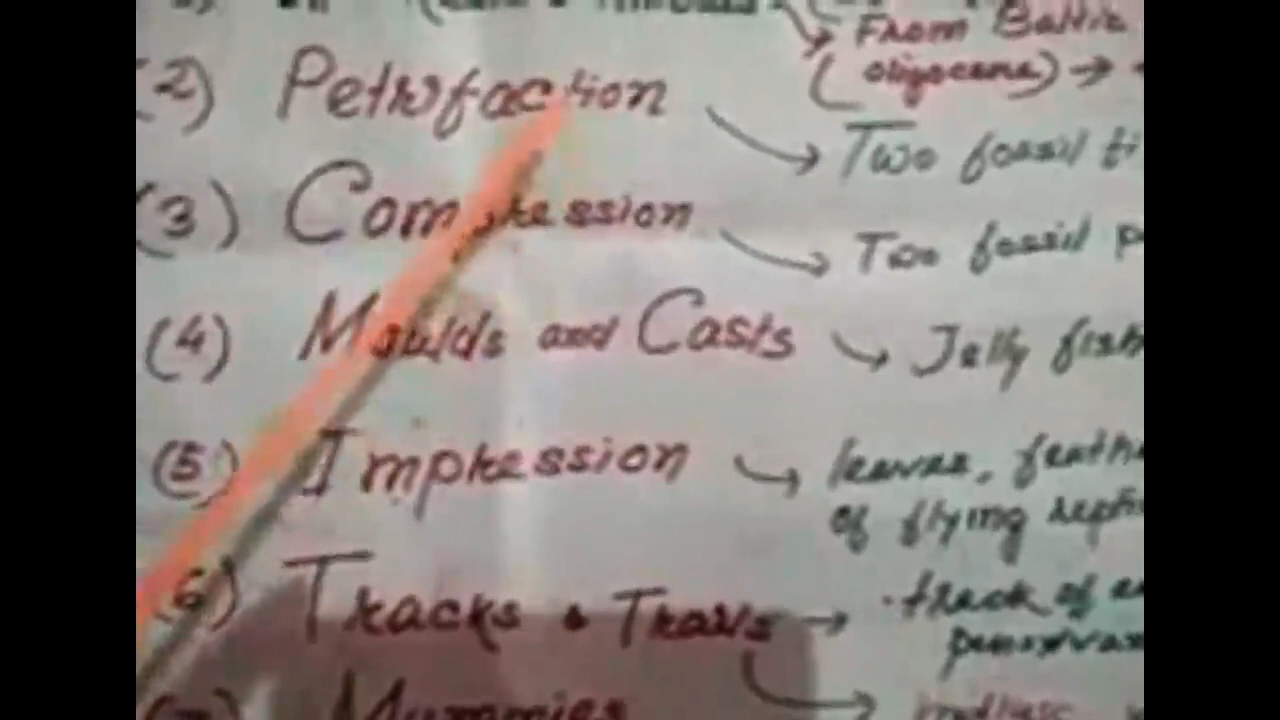 From Baltic
(2) Petrifaction (oligocene) →
Two fossil
(3) Compression
Two fossil
(4) Moulds and Casts Jelly fish
(5) Impression leaves,
of flying
(6) Tracks & Trails → track of
Mummies